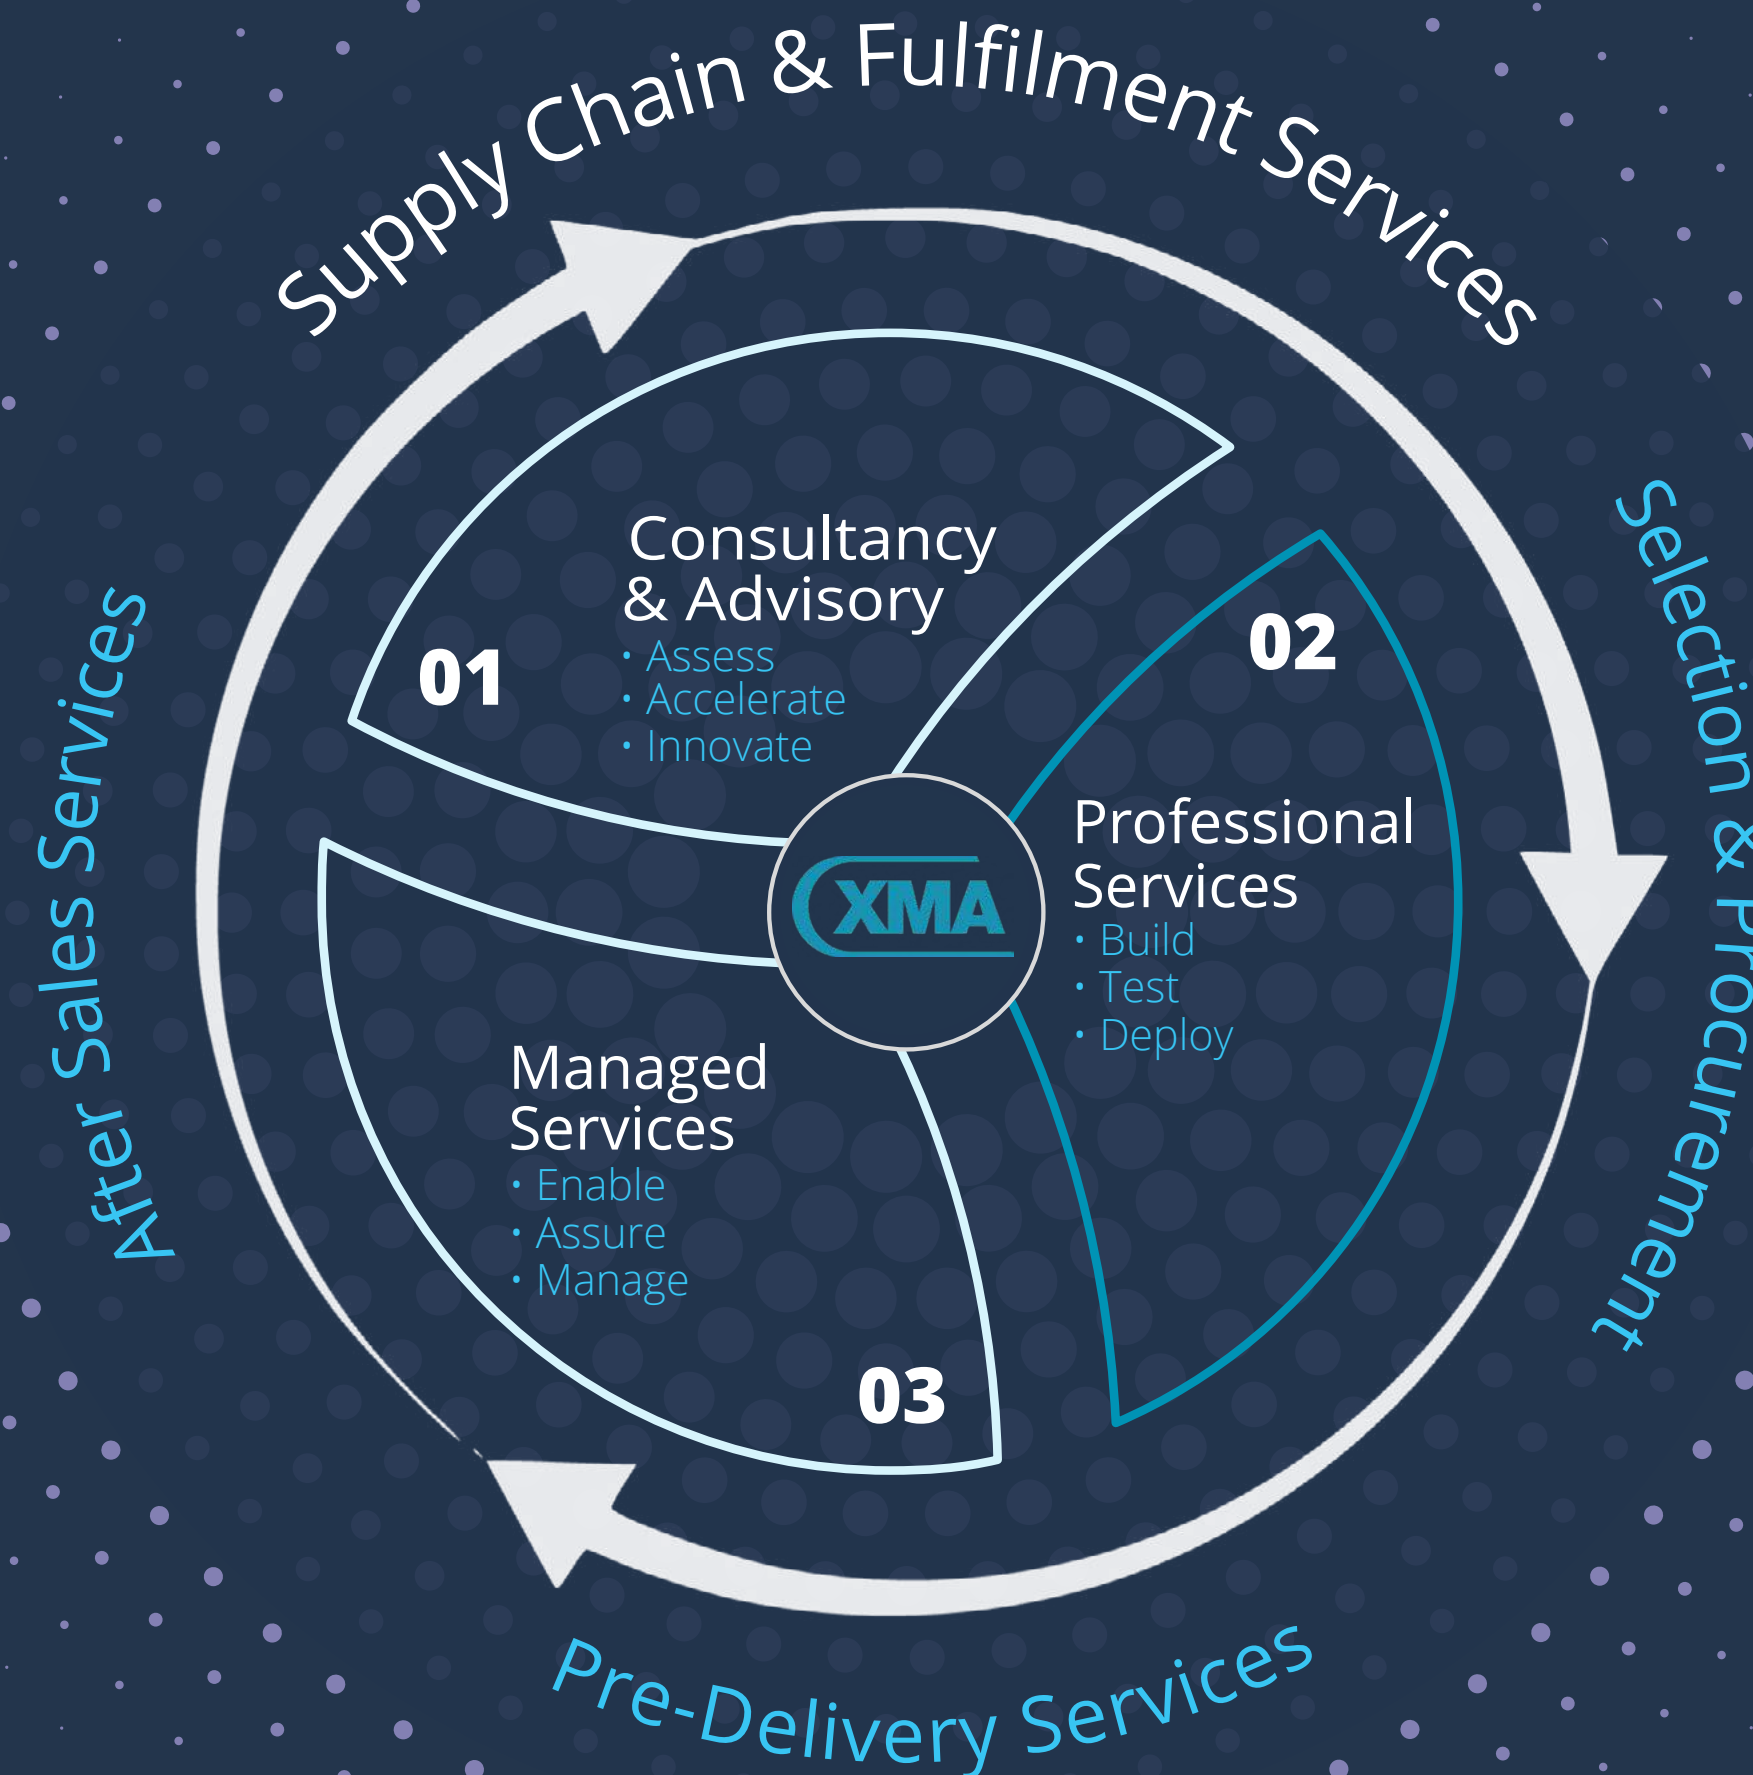 Supply Chain & Fulfilment Services
Consultancy
& Advisory
• Assess
• Accelerate
• Innovate
01
02
Professional
Services
• Build
• Test
• Deploy
XMA
Managed
Services
• Enable
• Assure
• Manage
03
Selection & Procurement
Pre-Delivery Services
After Sales Services